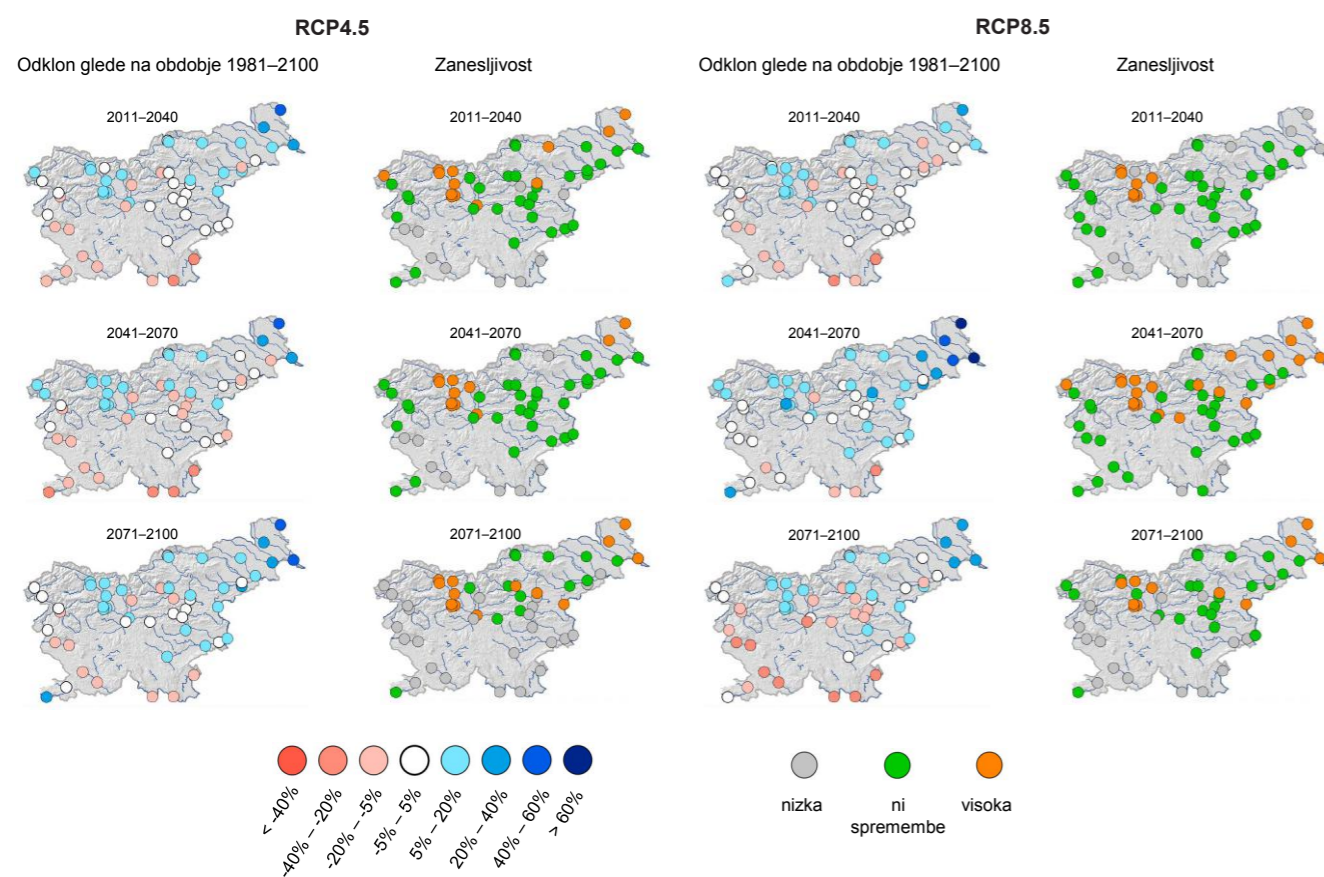 RCP4.5
RCP8.5
Odklon glede na obdobje 1981–2100
Zanesljivost
Odklon glede na obdobje 1981–2100
Zanesljivost
2011–2040
2011–2040
2011–2040
2011–2040
2041–2070
2041–2070
2041–2070
2041–2070
2071–2100
2071–2100
2071–2100
2071–2100
< -40%
-40% – -20%
-20% – -5%
-5% – 5%
5% – 20%
20% – 40%
40% – 60%
> 60%
nizka
ni
spremembe
visoka